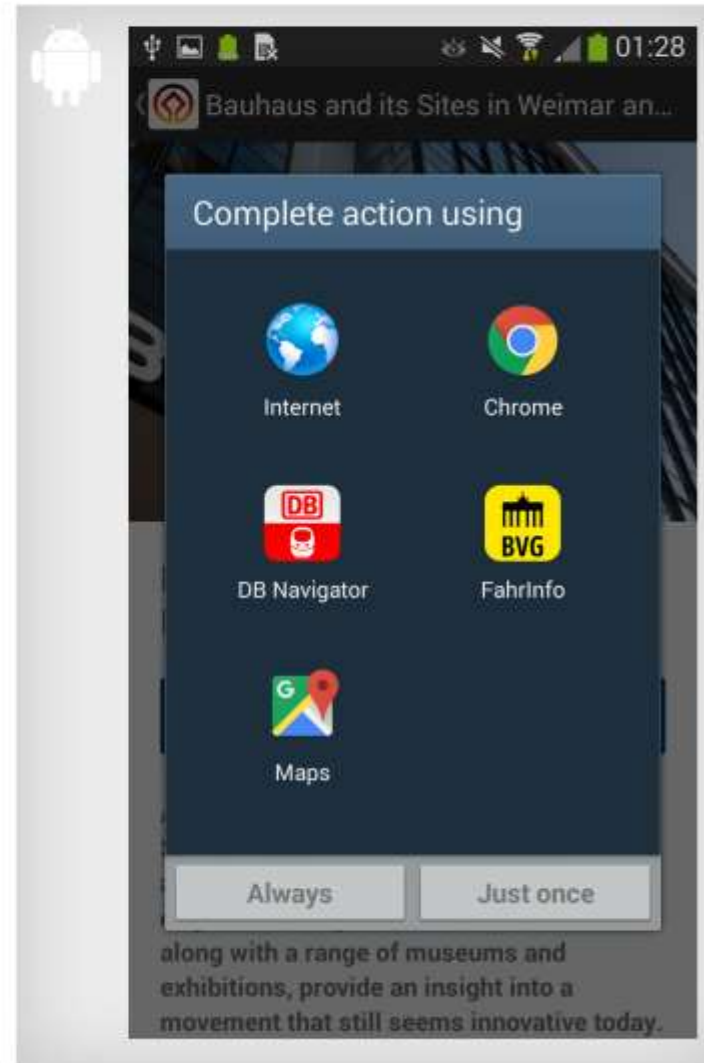 01:28
Bauhaus and its Sites in Weimar an...
Complete action using
Internet
Chrome
DB
DB Navigator
BVG
FahrInfo
G
Maps
Always
Just once
along with a range of museums and
exhibitions, provide an insight into a
movement that still seems innovative today.